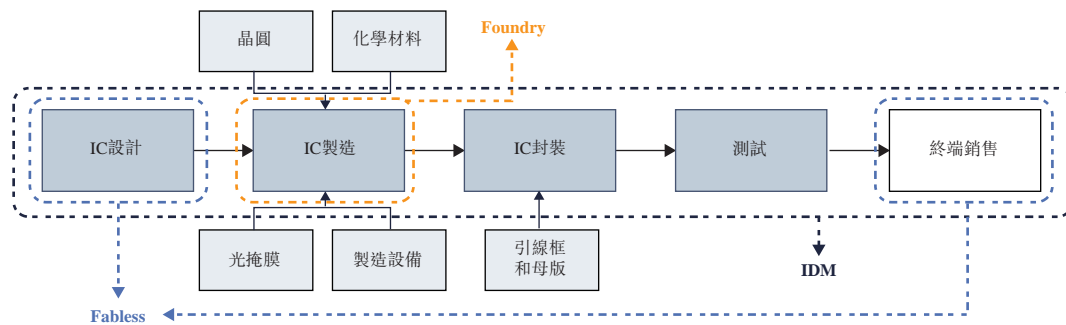 晶圓
化學材料
Foundry
IC設計
IC製造
IC封裝
測試
終端銷售
光掩膜
製造設備
引線框
和母版
IDM
Fabless